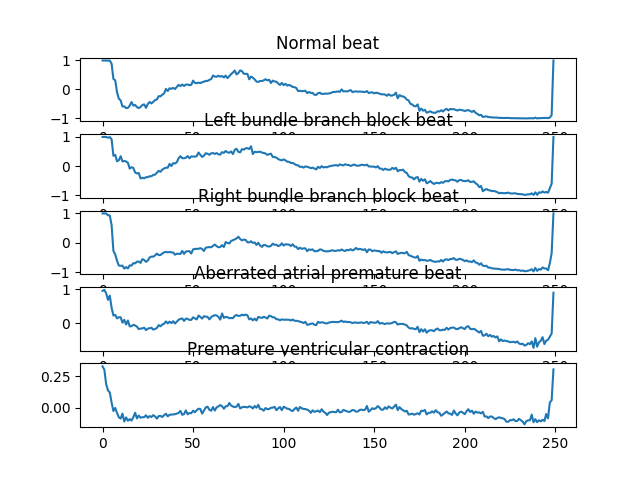 Normal beat
1
0
−1
Left bundle branch block beat
1
0
−1
Right bundle branch block beat
1
0
−1
Aberrated atrial premature beat
1
0
Premature ventricular contraction
0.25
0.00
0 50 100 150 200 250